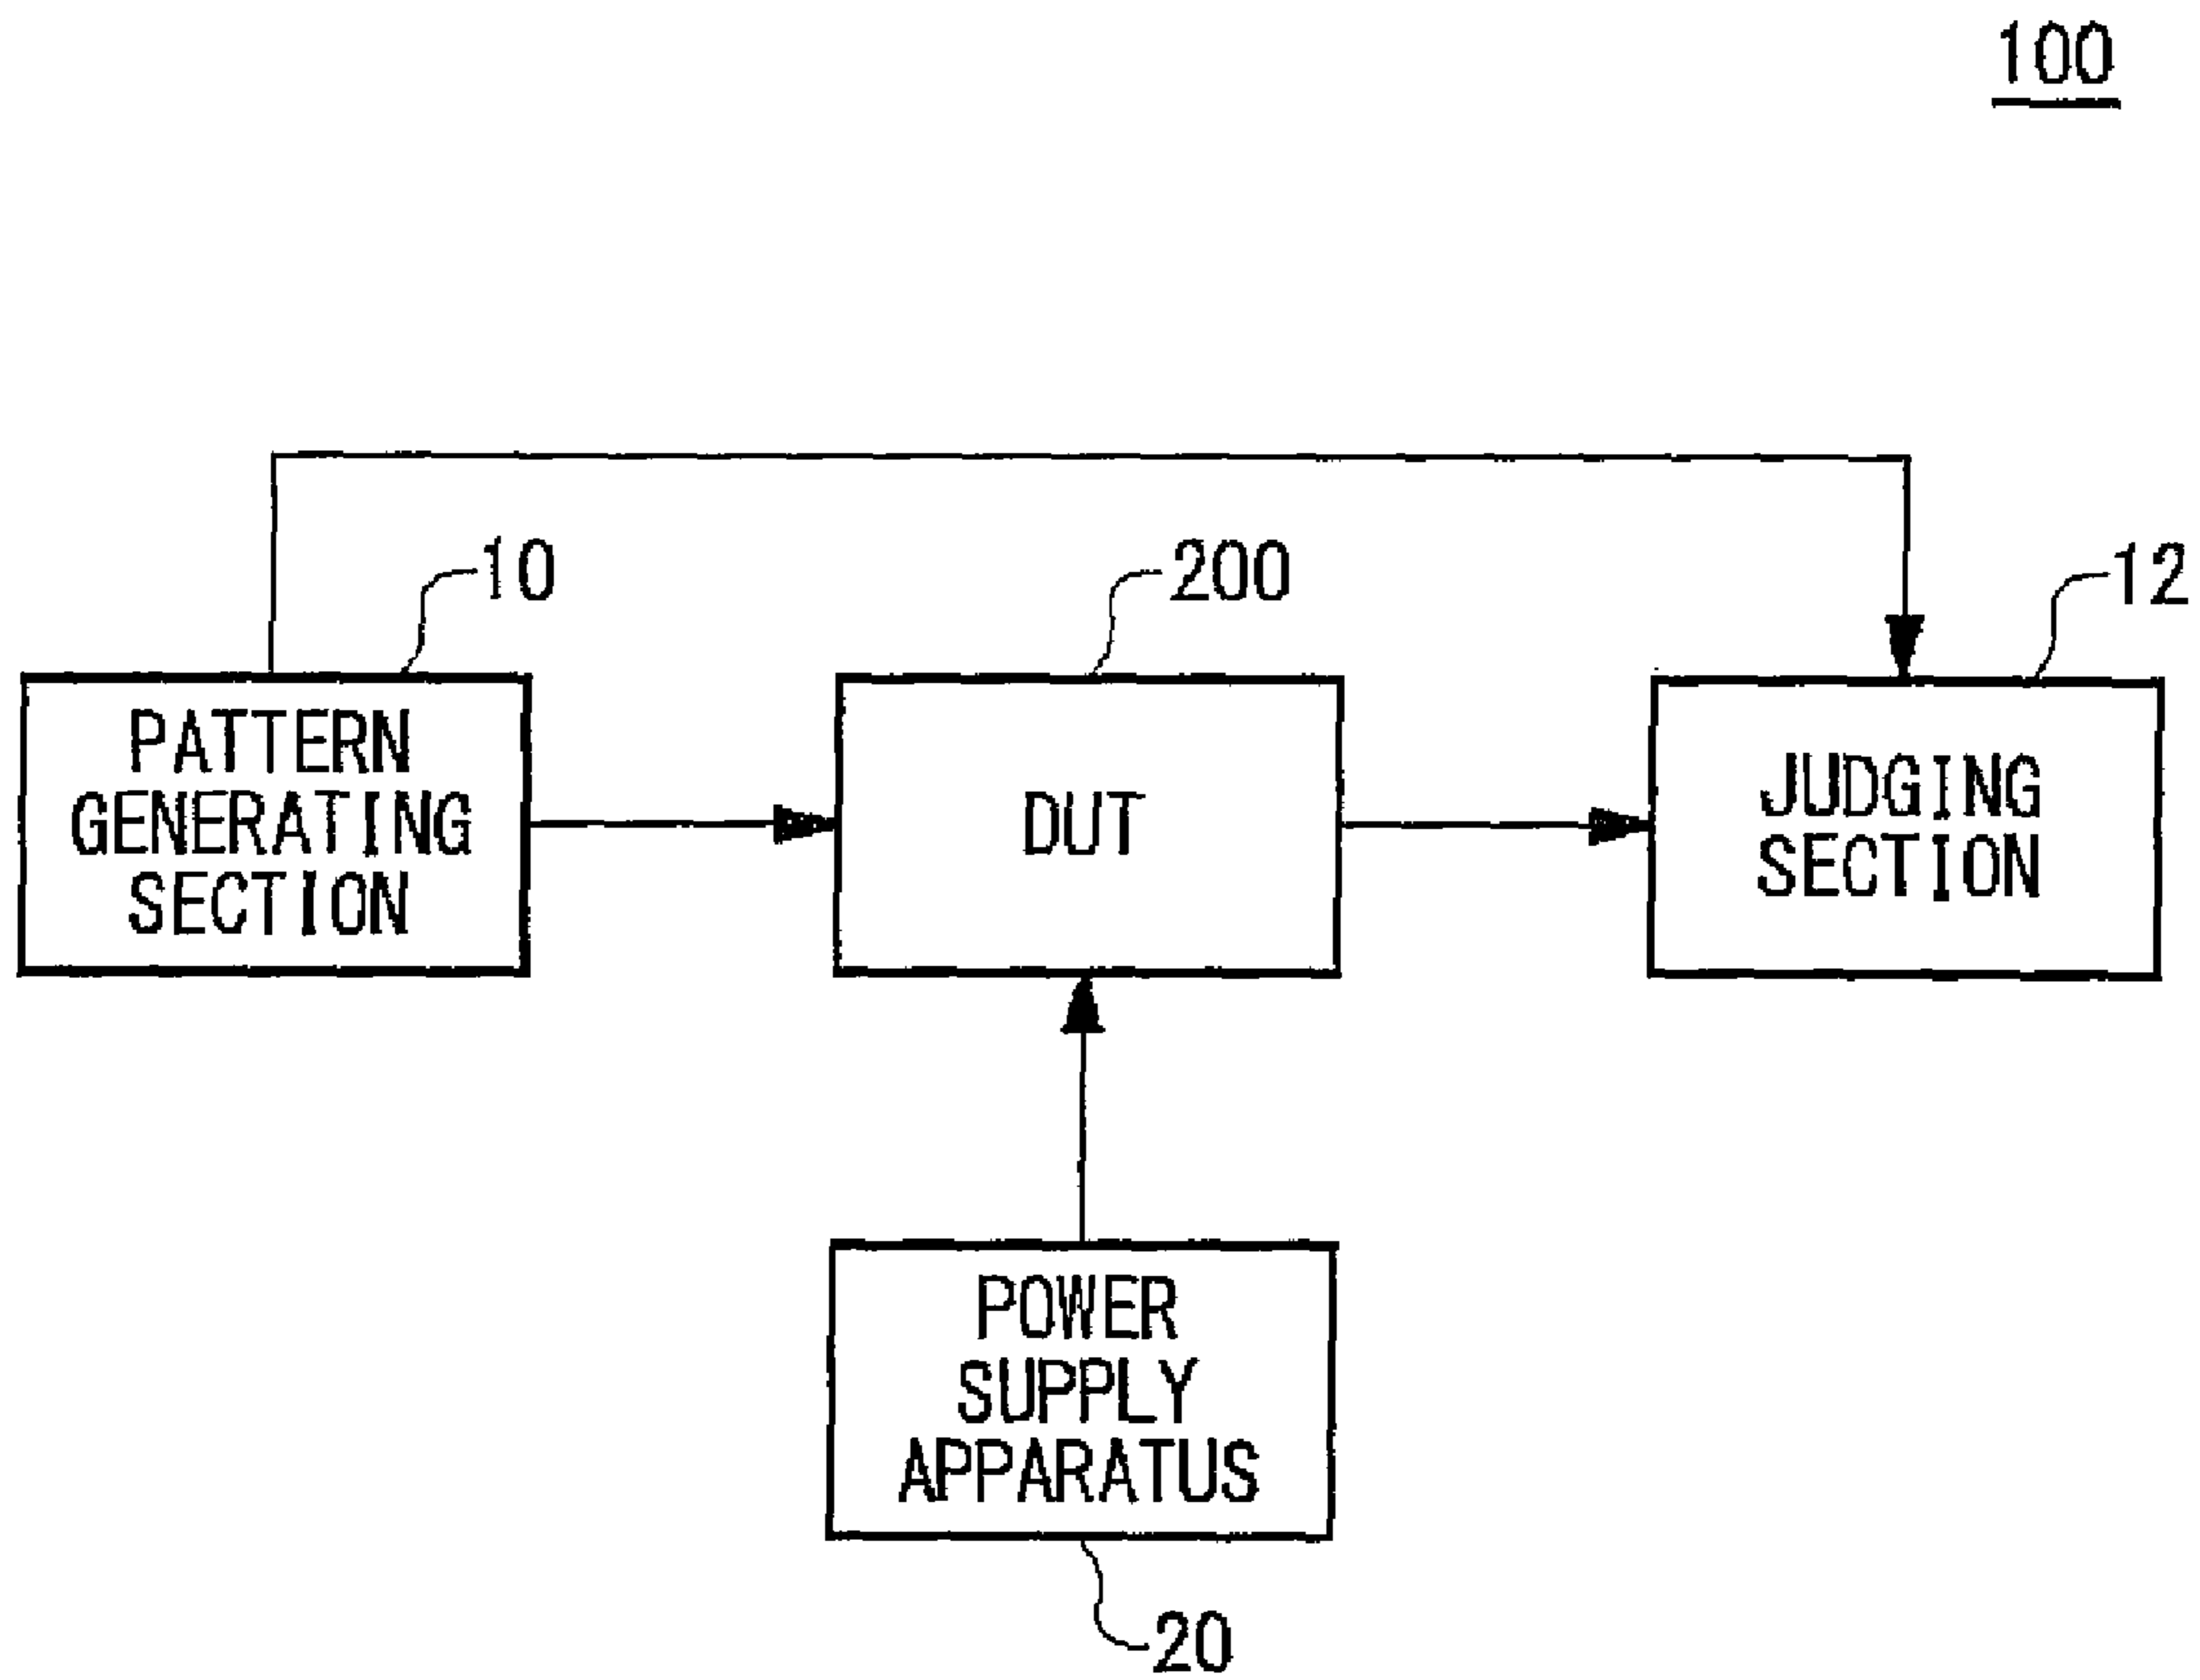 100
10
200
12
PATTERN
GENERATING
SECTION
DUT
JUDGING
SECTION
POWER
SUPPLY
APPARATUS
20